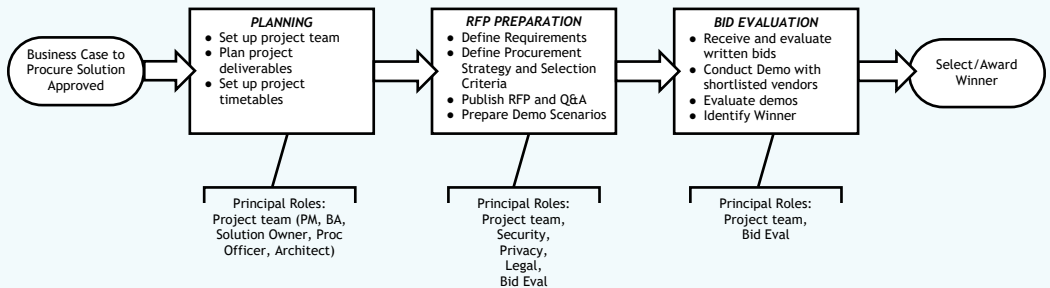 Business Case to
Procure Solution
Approved
PLANNING
● Set up project team
● Plan project
deliverables
● Set up project
timetables
RFP PREPARATION
● Define Requirements
● Define Procurement
Strategy and Selection
Criteria
● Publish RFP and Q&A
● Prepare Demo Scenarios
BID EVALUATION
● Receive and evaluate
written bids
● Conduct Demo with
shortlisted vendors
● Evaluate demos
● Identify Winner
Select/Award
Winner
Principal Roles:
Project team (PM, BA,
Solution Owner, Proc
Officer, Architect)
Principal Roles:
Project team,
Security,
Privacy,
Legal,
Bid Eval
Principal Roles:
Project team,
Bid Eval